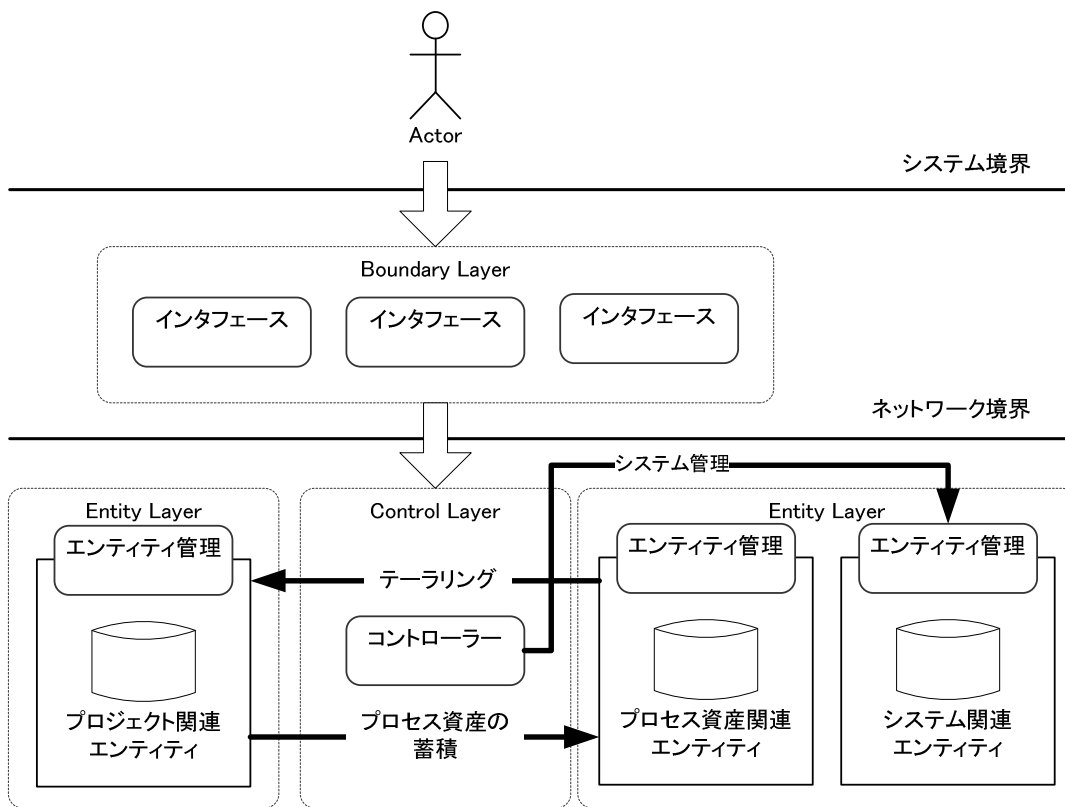 Actor
システム境界
Boundary Layer
インタフェース
インタフェース
インタフェース
ネットワーク境界
システム管理
Entity Layer
Control Layer
Entity Layer
エンティティ管理
エンティティ管理
エンティティ管理
テーラリング
コントローラー
プロジェクト関連
エンティティ
プロセス資産の
蓄積
プロセス資産関連
エンティティ
システム関連
エンティティ